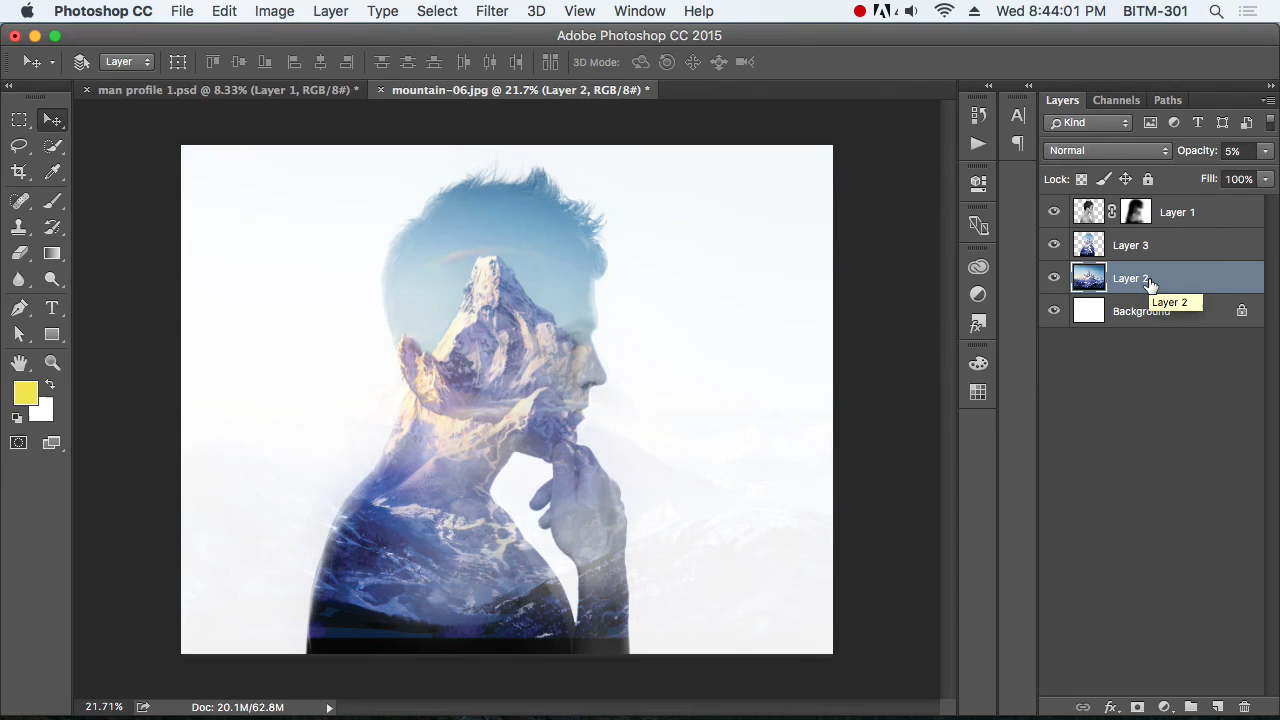 Photoshop CC File Edit Image Layer Type Select Filter 3D View Window Help Wed 8:44:01 PM BITM-301
Adobe Photoshop CC 2015
Layer 3D Mode:
man profile 1.psd @ 8.33% (Layer 1, RGB/8#) * mountain-06.jpg @ 21.7% (Layer 2, RGB/8#) *
Layers Channels Paths
Kind
Normal Opacity: 5%
Lock: Fill: 100%
Layer 1
Layer 3
Layer 2
Layer 2
Background
21.71% Doc: 20.1M/62.8M